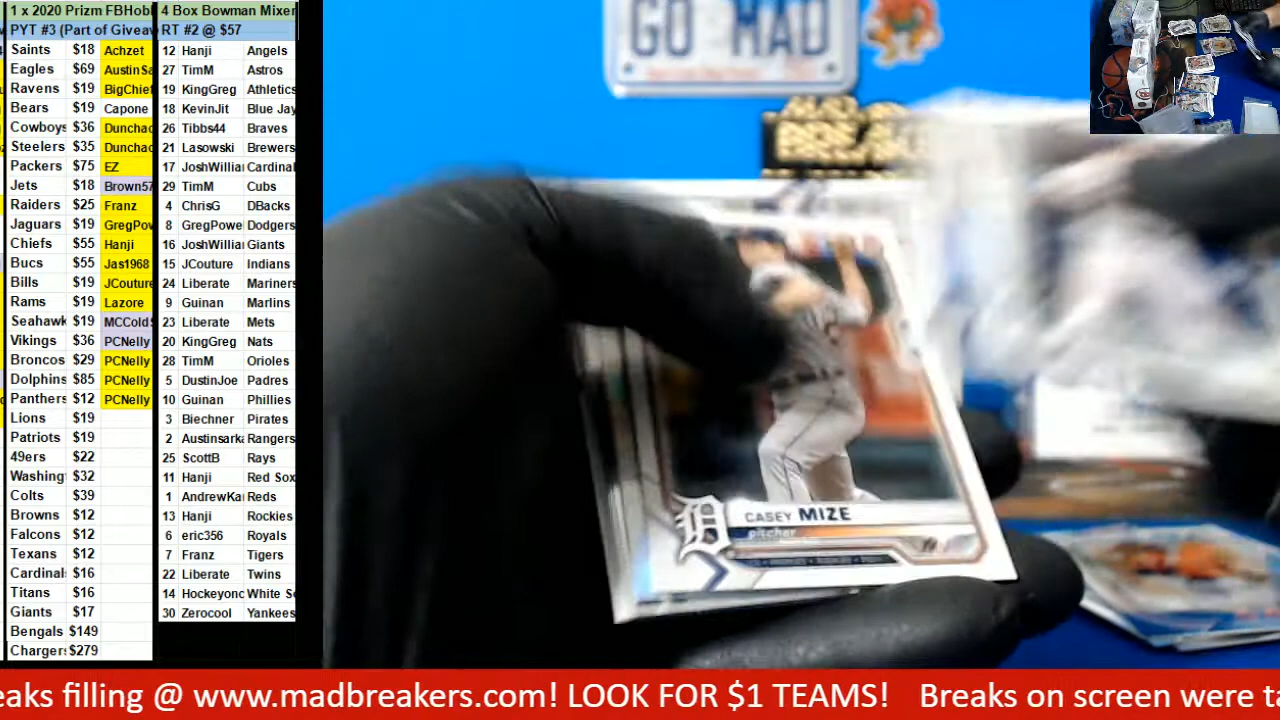 1 x 2020 Prizm FBHobl
PYT #3 (Part of Giveaw
Saints $18 Achzet
Eagles $69 AustinSa
Ravens $19 BigChief
Bears $19 Capone
Cowboys $36 Dunchac
Steelers $35 Dunchac
Packers $75 EZ
Jets $18 Brown57
Raiders $25 Franz
Jaguars $19 GregPow
Chiefs $55 Hanji
Bucs $55 Jas1968
Bills $19 JCouture
Rams $19 Lazore
Seahawk $19 MCColdS
Vikings $36 PCNelly
Broncos $29 PCNelly
Dolphins $85 PCNelly
Panthers $12 PCNelly
Lions $19
Patriots $19
49ers $22
Washing $32
Colts $39
Browns $12
Falcons $12
Texans $12
Cardinal $16
Titans $16
Giants $17
Bengals $149
Charger $279
4 Box Bowman Mixer
RT #2 @ $57
12 Hanji Angels
27 TimM Astros
19 KingGreg Athletics
18 KevinJit Blue Jay
26 Tibbs44 Braves
21 Lasowski Brewers
17 JoshWillia Cardinal
29 TimM Cubs
4 ChrisG DBacks
8 GregPowe Dodgers
16 JoshWillia Giants
15 JCouture Indians
24 Liberate Mariners
9 Guinan Marlins
23 Liberate Mets
20 KingGreg Nats
28 TimM Orioles
5 DustinJoe Padres
10 Guinan Phillies
3 Biechner Pirates
2 Austinsark Rangers
25 ScottB Rays
11 Hanji Red Sox
1 AndrewKa Reds
13 Hanji Rockies
6 eric356 Royals
7 Franz Tigers
22 Liberate Twins
14 Hockeyonc White So
30 Zerocool Yankees
GO MAD
CASEY MIZE
pitcher
eaks filling @ www.madbreakers.com! LOOK FOR $1 TEAMS! Breaks on screen were ta